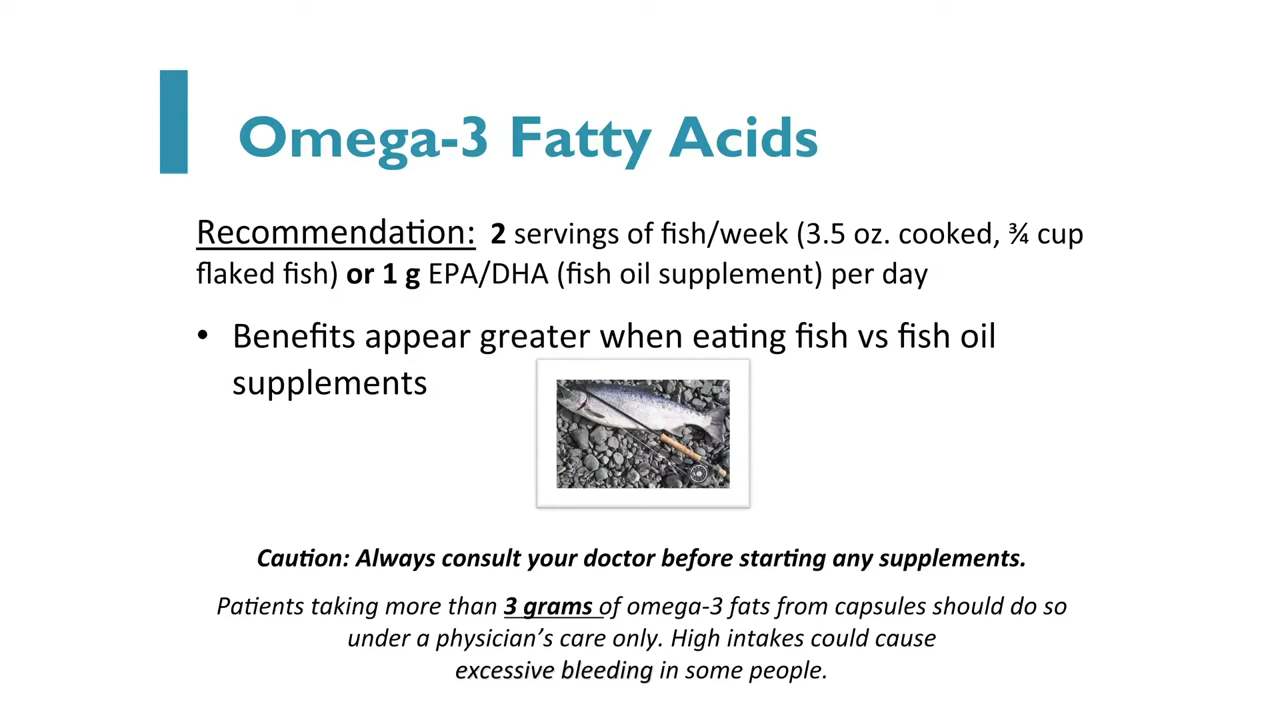 Omega-3 Fatty Acids
Recommendation: 2 servings of fish/week (3.5 oz. cooked, ¾ cup
flaked fish) or 1 g EPA/DHA (fish oil supplement) per day
• Benefits appear greater when eating fish vs fish oil
supplements
Caution: Always consult your doctor before starting any supplements.
Patients taking more than 3 grams of omega-3 fats from capsules should do so
under a physician’s care only. High intakes could cause
excessive bleeding in some people.